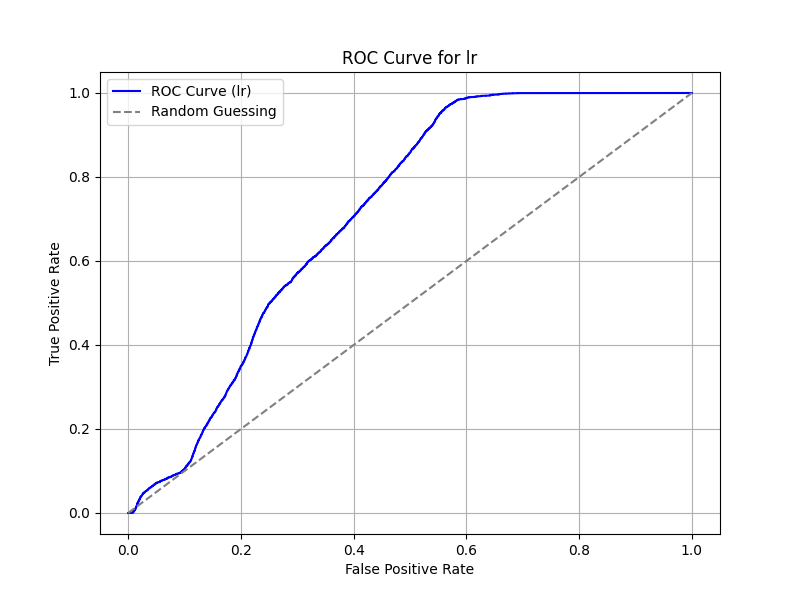 ROC Curve for lr
ROC Curve (lr)
Random Guessing
1.0
0.8
0.6
0.4
0.2
0.0
True Positive Rate
0.0 0.2 0.4 0.6 0.8 1.0
False Positive Rate